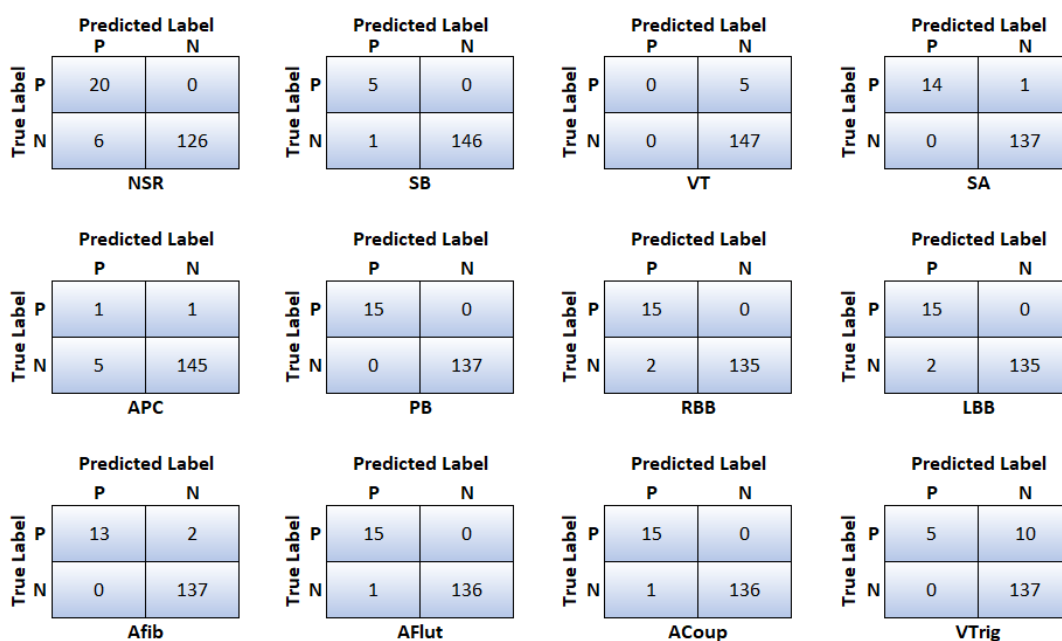 Predicted Label Predicted Label Predicted Label Predicted Label
P N P N P N P N
True Label P 20 0 True Label P 5 0 True Label P 0 5 True Label P 14 1
N 6 126 N 1 146 N 0 147 N 0 137
NSR SB VT SA
Predicted Label Predicted Label Predicted Label Predicted Label
P N P N P N P N
True Label P 1 1 True Label P 15 0 True Label P 15 0 True Label P 15 0
N 5 145 N 0 137 N 2 135 N 2 135
APC PB RBB LBB
Predicted Label Predicted Label Predicted Label Predicted Label
P N P N P N P N
True Label P 13 2 True Label P 15 0 True Label P 15 0 True Label P 5 10
N 0 137 N 1 136 N 1 136 N 0 137
Afib AFlut ACoup VTrig